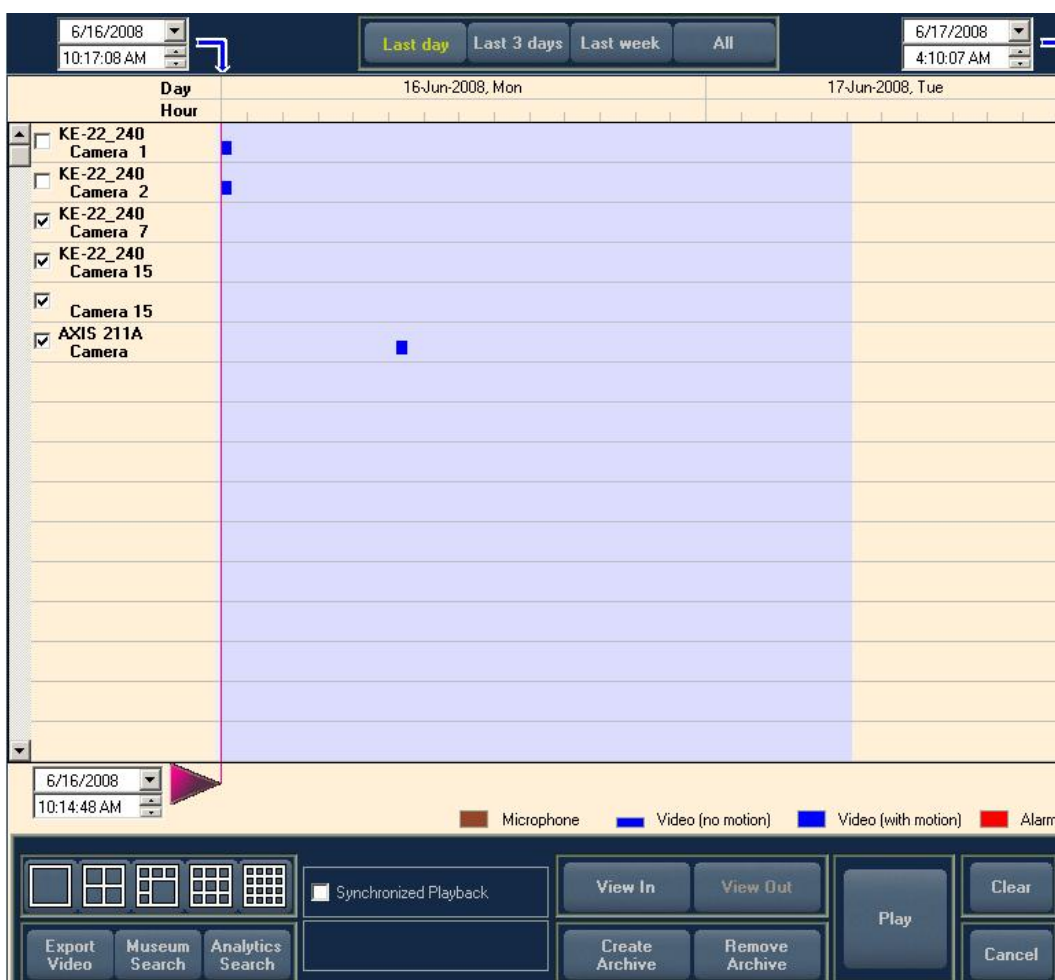 6/16/2008
10:17:08 AM
Last day Last 3 days Last week All
6/17/2008
4:10:07 AM
Day 16-Jun-2008, Mon 17-Jun-2008, Tue
Hour
KE-22_240
Camera 1
KE-22_240
Camera 2
KE-22_240
Camera 7
KE-22_240
Camera 15
Camera 15
AXIS 211A
Camera
6/16/2008
10:14:48 AM
Microphone Video (no motion) Video (with motion) Alarm
Synchronized Playback
View In View Out
Play
Clear
Export Video
Museum Search
Analytics Search
Create Archive
Remove Archive
Cancel